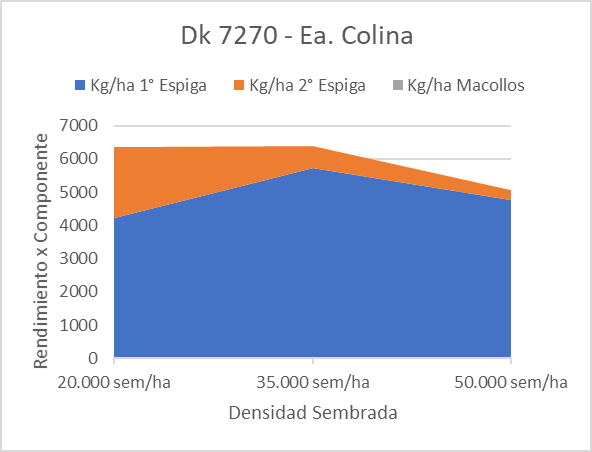 Dk 7270 - Ea. Colina
Kg/ha 1° Espiga Kg/ha 2° Espiga Kg/ha Macollos
Rendimiento x Componente
7000
6000
5000
4000
3000
2000
1000
0
20.000 sem/ha 35.000 sem/ha 50.000 sem/ha
Densidad Sembrada